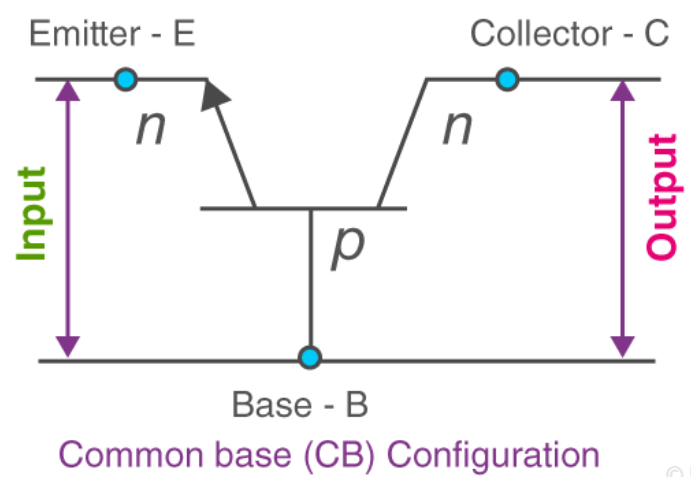 Emitter - E
Collector - C
n
n
Input
Output
p
Base - B
Common base (CB) Configuration
©